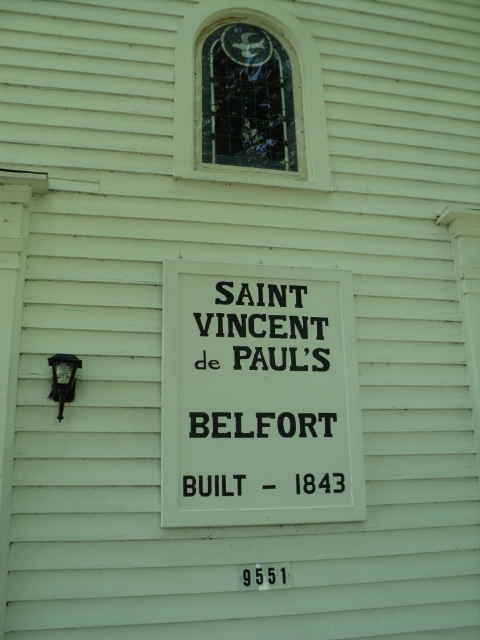 SAINT
VINCENT
de PAUL'S
BELFORT
BUILT - 1843
9551